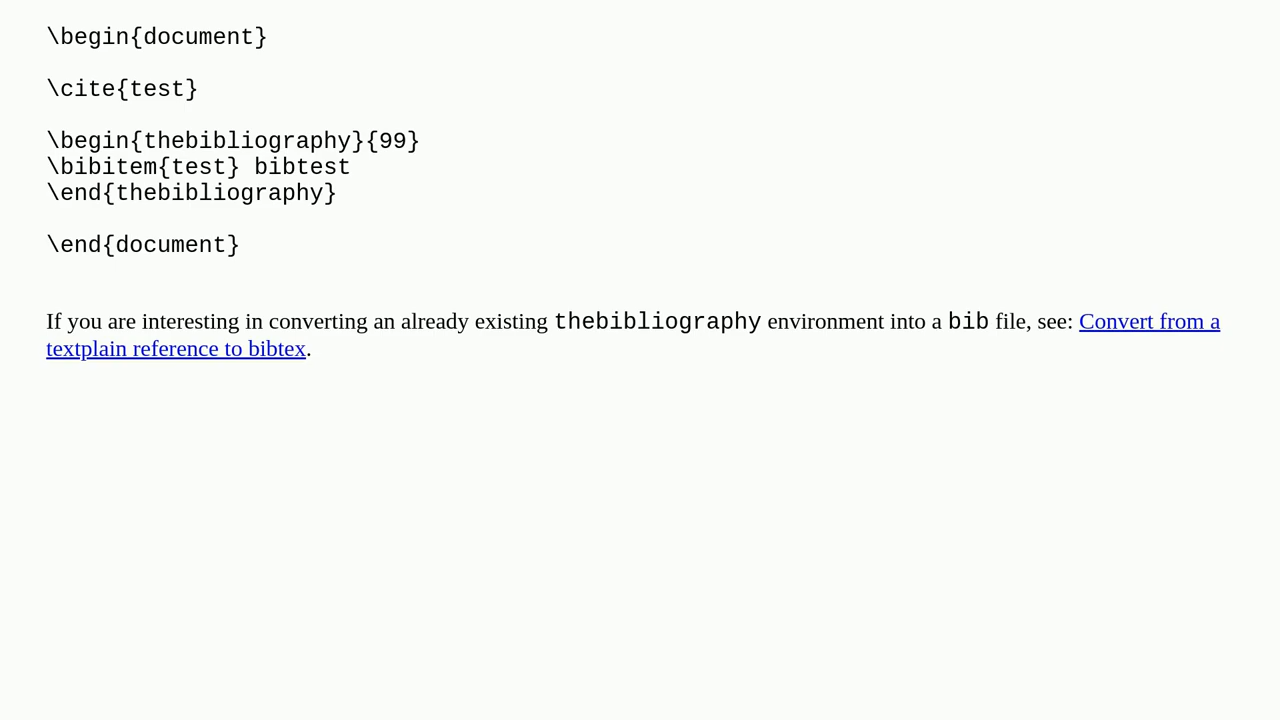 \begin{document}
\cite{test}
\begin{thebibliography}{99}
\bibitem{test} bibtest
\end{thebibliography}
\end{document}
If you are interesting in converting an already existing thebibliography environment into a bib file, see: Convert from a
textplain reference to bibtex.